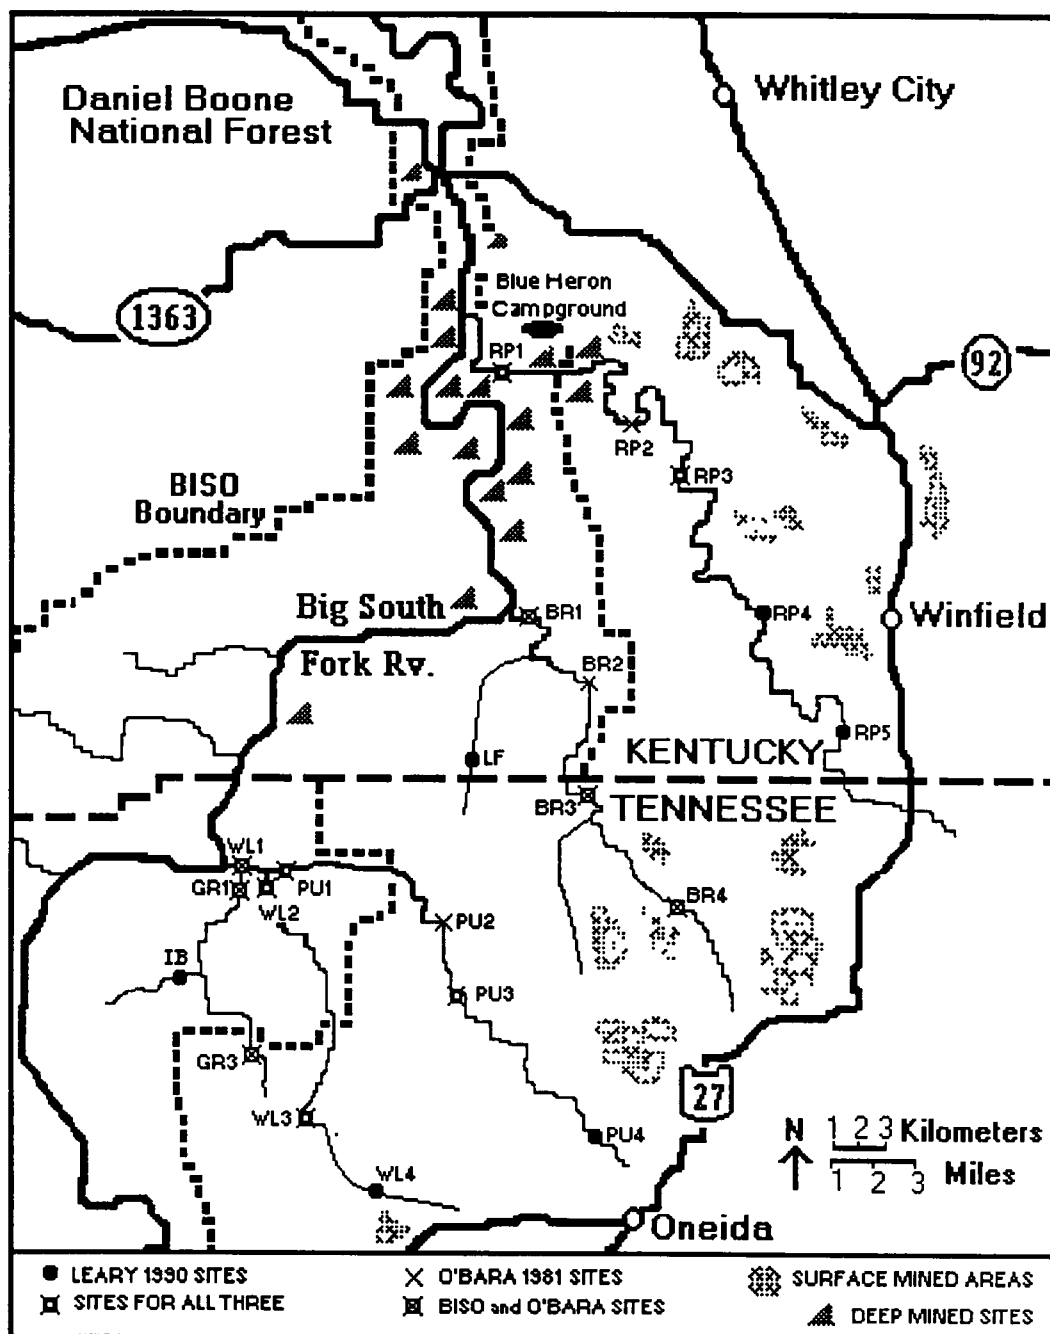 Daniel Boone
National Forest
Whitley City
1363
Blue Heron
Campground
92
RP1
RP2
RP3
BISO
Boundary
Big South
Fork Rv.
BR1
RP4
Winfield
BR2
LF
RP5
KENTUCKY
TENNESSEE
BR3
WL1
GR1
PU1
WL2
BR4
PU2
IB
PU3
GR3
27
WL3
PU4
WL4
N
1 2 3 Kilometers
1 2 3 Miles
Oneida
LEARY 1990 SITES
O'BARA 1981 SITES
SURFACE MINED AREAS
SITES FOR ALL THREE
BISO and O'BARA SITES
DEEP MINED SITES